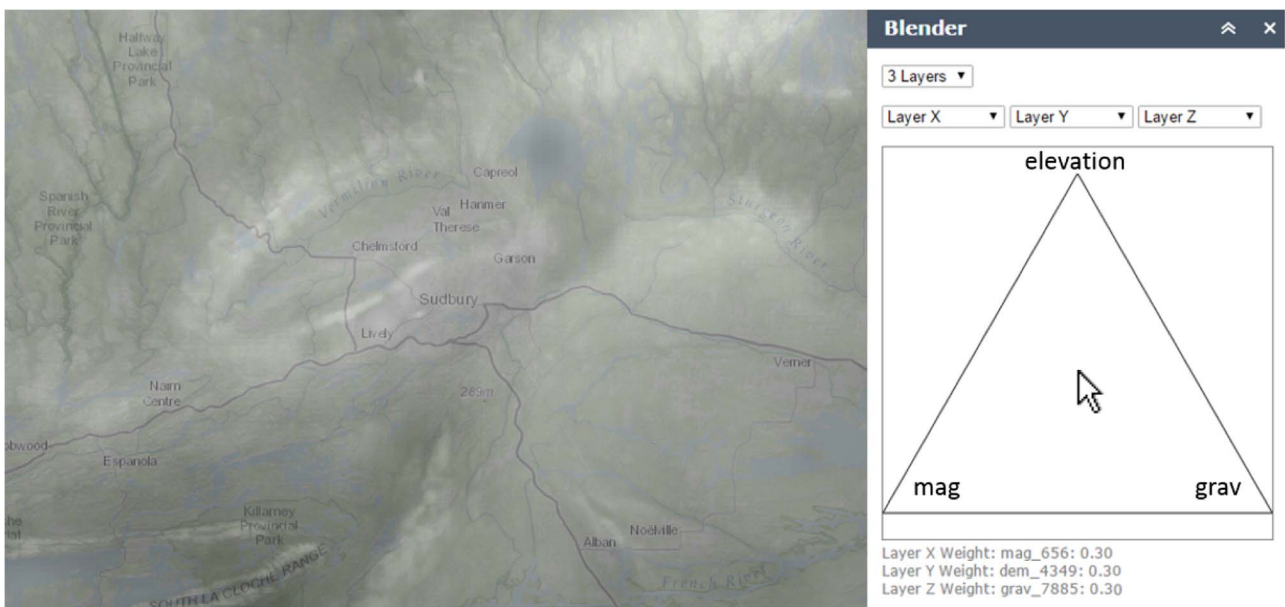 Halfway
Lake
Provincial
Park
Spanish
River
Provincial
Park
Vermilion River
Capreol
Hanmer
Val
Therese
Sturgeon River
Chelmsford
Garson
Sudbury
Lively
Verner
Nairn
Centre
289m
obwood
Espanola
Killarney
Provincial
Park
Noëlville
Alban
French River
SOUTH LA CLOCHE RANGE
Blender
3 Layers
Layer X Layer Y Layer Z
elevation
mag grav
Layer X Weight: mag_656: 0.30
Layer Y Weight: dem_4349: 0.30
Layer Z Weight: grav_7885: 0.30